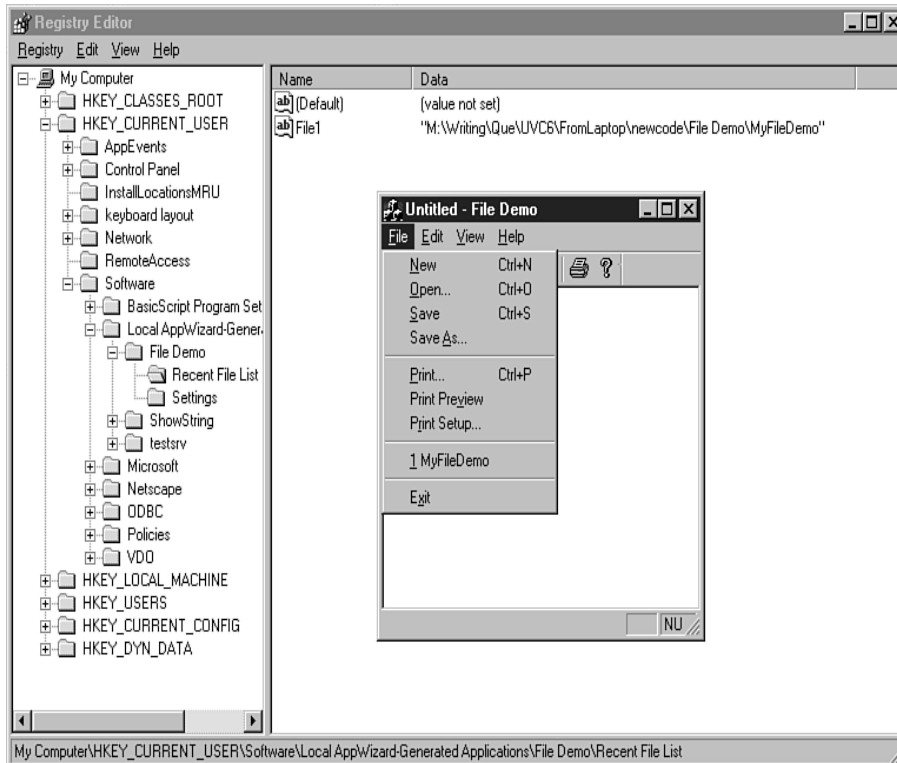 Registry Editor
Registry Edit View Help
My Computer
HKEY_CLASSES_ROOT
HKEY_CURRENT_USER
AppEvents
Control Panel
InstallLocationsMRU
keyboard layout
Network
RemoteAccess
Software
BasicScript Program Set
Local AppWizard-Gener
File Demo
Recent File List
Settings
ShowString
testsrv
Microsoft
Netscape
ODBC
Policies
VDO
HKEY_LOCAL_MACHINE
HKEY_USERS
HKEY_CURRENT_CONFIG
HKEY_DYN_DATA
Name Data
ab (Default) (value not set)
ab File1 "M:\Writing\Que\UVC6\FromLaptop\newcode\File Demo\MyFileDemo"
Untitled - File Demo
File Edit View Help
New Ctrl+N
Open... Ctrl+O
Save Ctrl+S
Save As...
Print... Ctrl+P
Print Preview
Print Setup...
1 MyFileDemo
Exit
NU
My Computer\HKEY_CURRENT_USER\Software\Local AppWizard-Generated Applications\File Demo\Recent File List